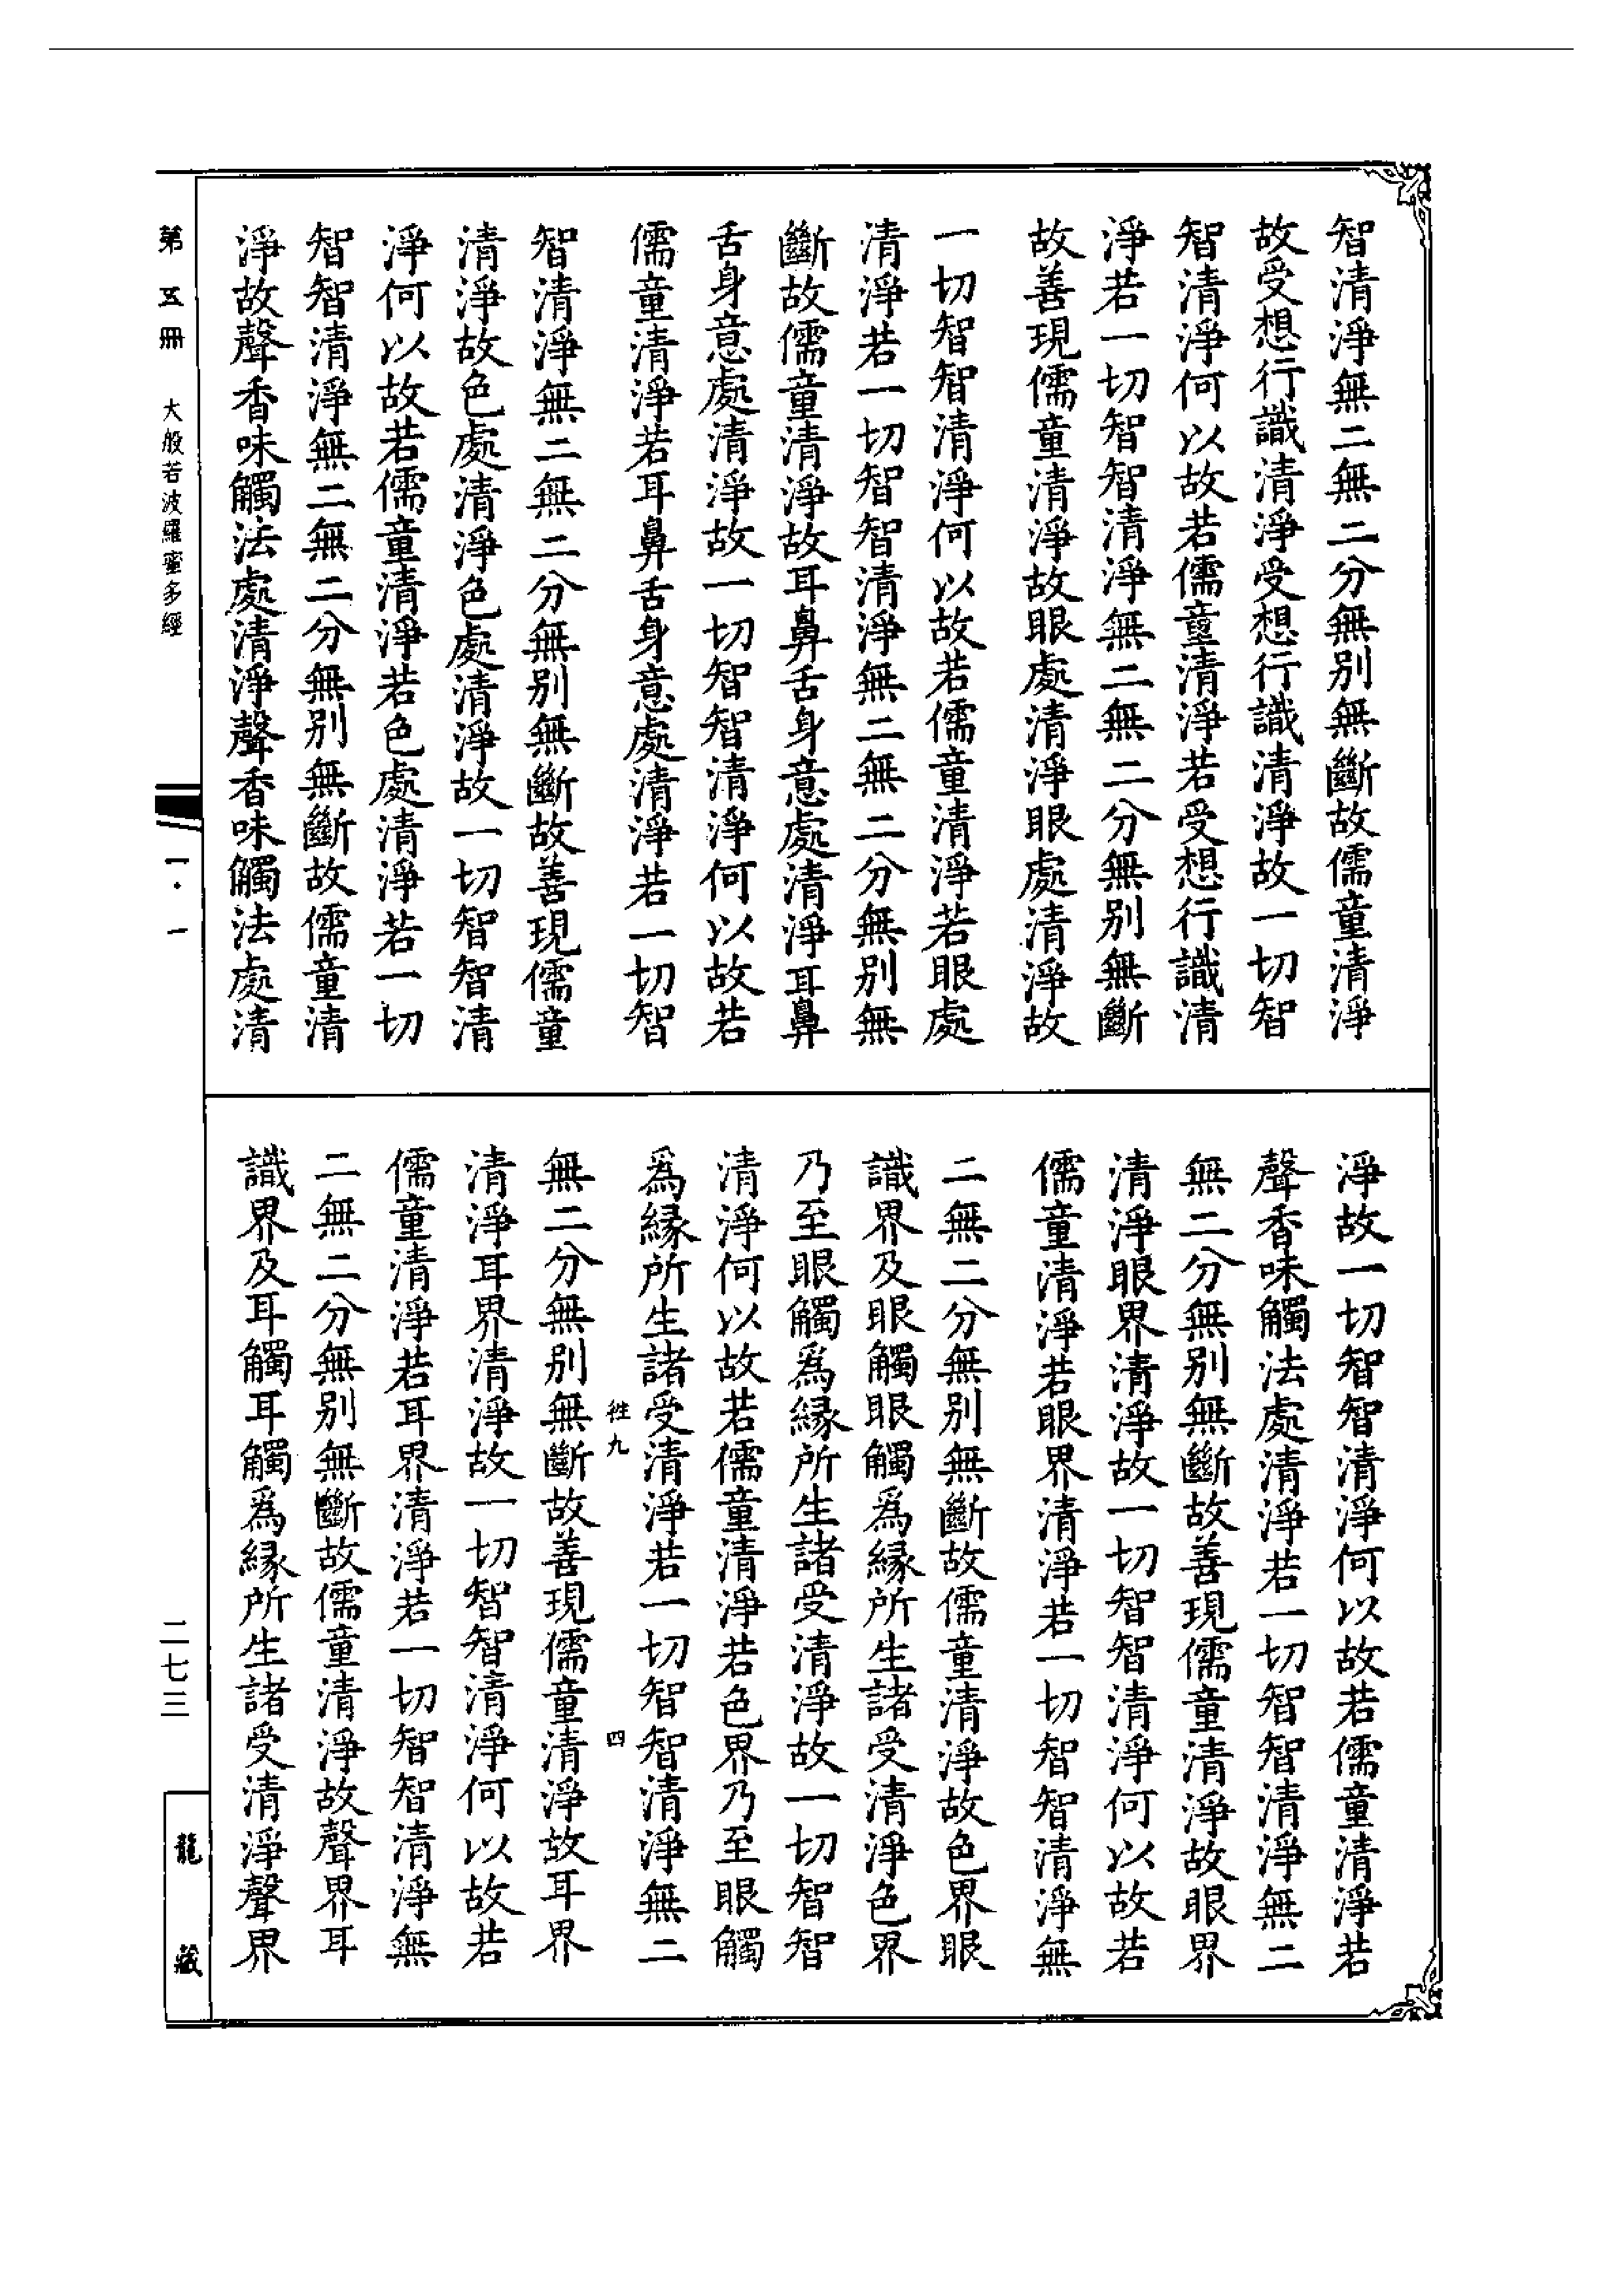 智清淨無二無二分無別無斷故儒童清淨
故受想行識清淨受想行識清淨故一切智
智清淨何以故若儒童清淨若受想行識清
淨若一切智智清淨無二無二分無別無斷
故善現儒童清淨故眼處清淨眼處清淨故
一切智智清淨何以故若儒童清淨若眼處
清淨若一切智智清淨無二無二分無別無
斷故儒童清淨故耳鼻舌身意處清淨耳鼻
舌身意處清淨故一切智智清淨何以故若
儒童清淨若耳鼻舌身意處清淨若一切智
智清淨無二無二分無別無斷故善現儒童
清淨故色處清淨色處清淨故一切智智清
淨何以故若儒童清淨若色處清淨若一切
智智清淨無二無二分無別無斷故儒童清
淨故聲香味觸法處清淨聲香味觸法處清
淨故一切智智清淨何以故若儒童清淨若
聲香味觸法處清淨若一切智智清淨無二
無二分無別無斷故善現儒童清淨故眼界
清淨眼界清淨故一切智智清淨何以故若
儒童清淨若眼界清淨若一切智智清淨無
二無二分無別無斷故儒童清淨故色界眼
識界及眼觸眼觸爲緣所生諸受清淨色界
乃至眼觸爲緣所生諸受清淨故一切智智
清淨何以故若儒童清淨若色界乃至眼觸
爲緣所生諸受清淨若一切智智清淨無二
姓九 四
無二分無別無斷故善現儒童清淨故耳界
清淨耳界清淨故一切智智清淨何以故若
儒童清淨若耳界清淨若一切智智清淨無
二無二分無別無斷故儒童清淨故聲界耳
識界及耳觸耳觸爲緣所生諸受清淨聲界
第五冊 大般若波羅蜜多經
一·一
二七三
龍藏